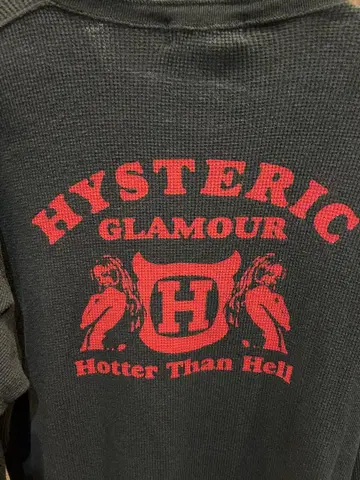 HYSTERIC
GLAMOUR
H
Hotter Than Hell